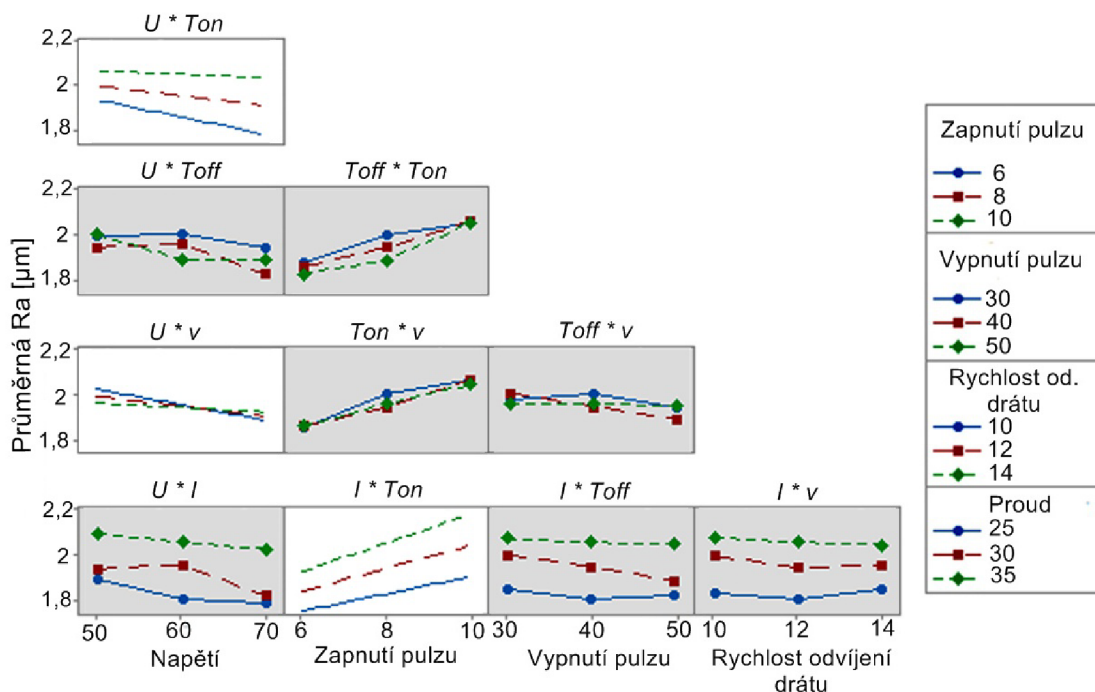 U * Ton
2,2
2
1,8
U * Toff
Toff * Ton
2,2
2
1,8
U * v
Ton * v
Toff * v
2,2
2
1,8
U * I
I * Ton
I * Toff
I * v
2,2
2
1,8
Průměrná Ra [µm]
50 60 70
6 8 10
30 40 50
10 12 14
Napětí
Zapnutí pulzu
Vypnutí pulzu
Rychlost odvíjení
drátu
Zapnutí pulzu
6
8
10
Vypnutí pulzu
30
40
50
Rychlost od.
drátu
10
12
14
Proud
25
30
35